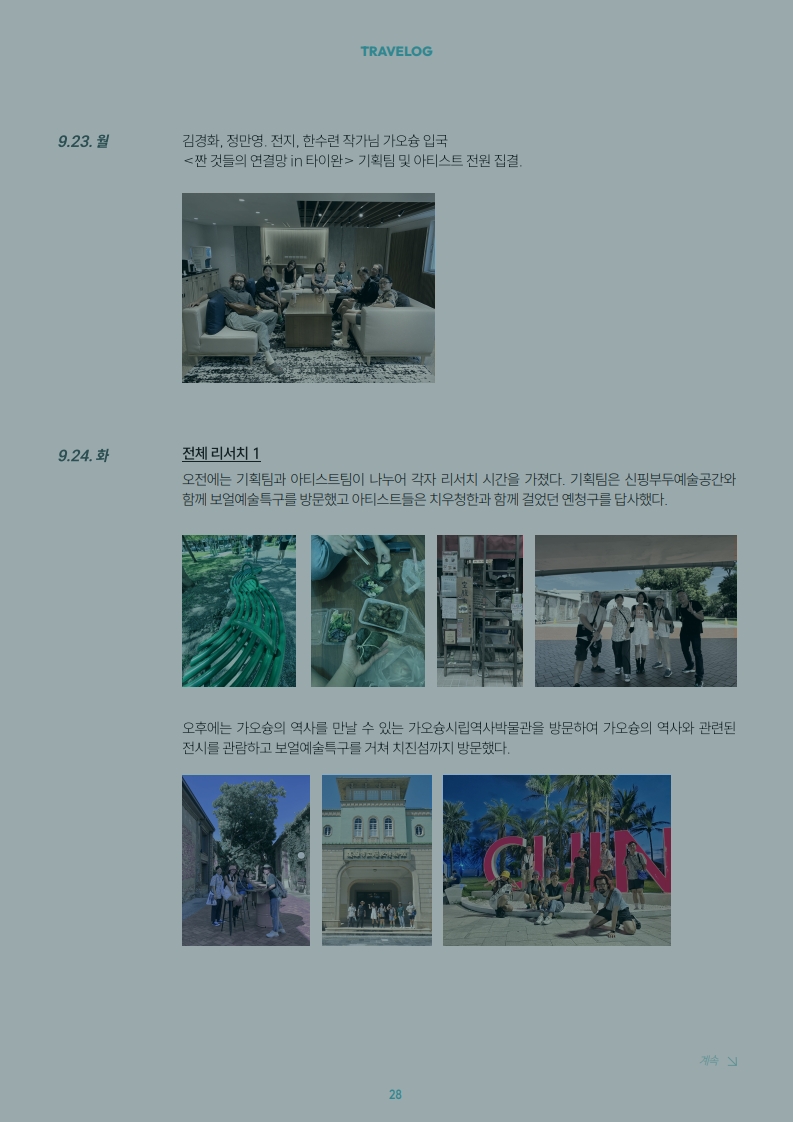 TRAVELOG
9.23. 월
김경화, 정만영. 전지, 한수련 작가님 가오슝 입국
<짠 것들의 연결망 in 타이완> 기획팀 및 아티스트 전원 집결.
9.24. 화
전체 리서치 1
오전에는 기획팀과 아티스트팀이 나누어 각자 리서치 시간을 가졌다. 기획팀은 신핑부두예술공간와
함께 보얼예술특구를 방문했고 아티스트들은 치우청한과 함께 걸었던 옌청구를 답사했다.
오후에는 가오슝의 역사를 만날 수 있는 가오슝시립역사박물관을 방문하여 가오슝의 역사와 관련된
전시를 관람하고 보얼예술특구를 거쳐 치진섬까지 방문했다.
CIJIN
계속
28